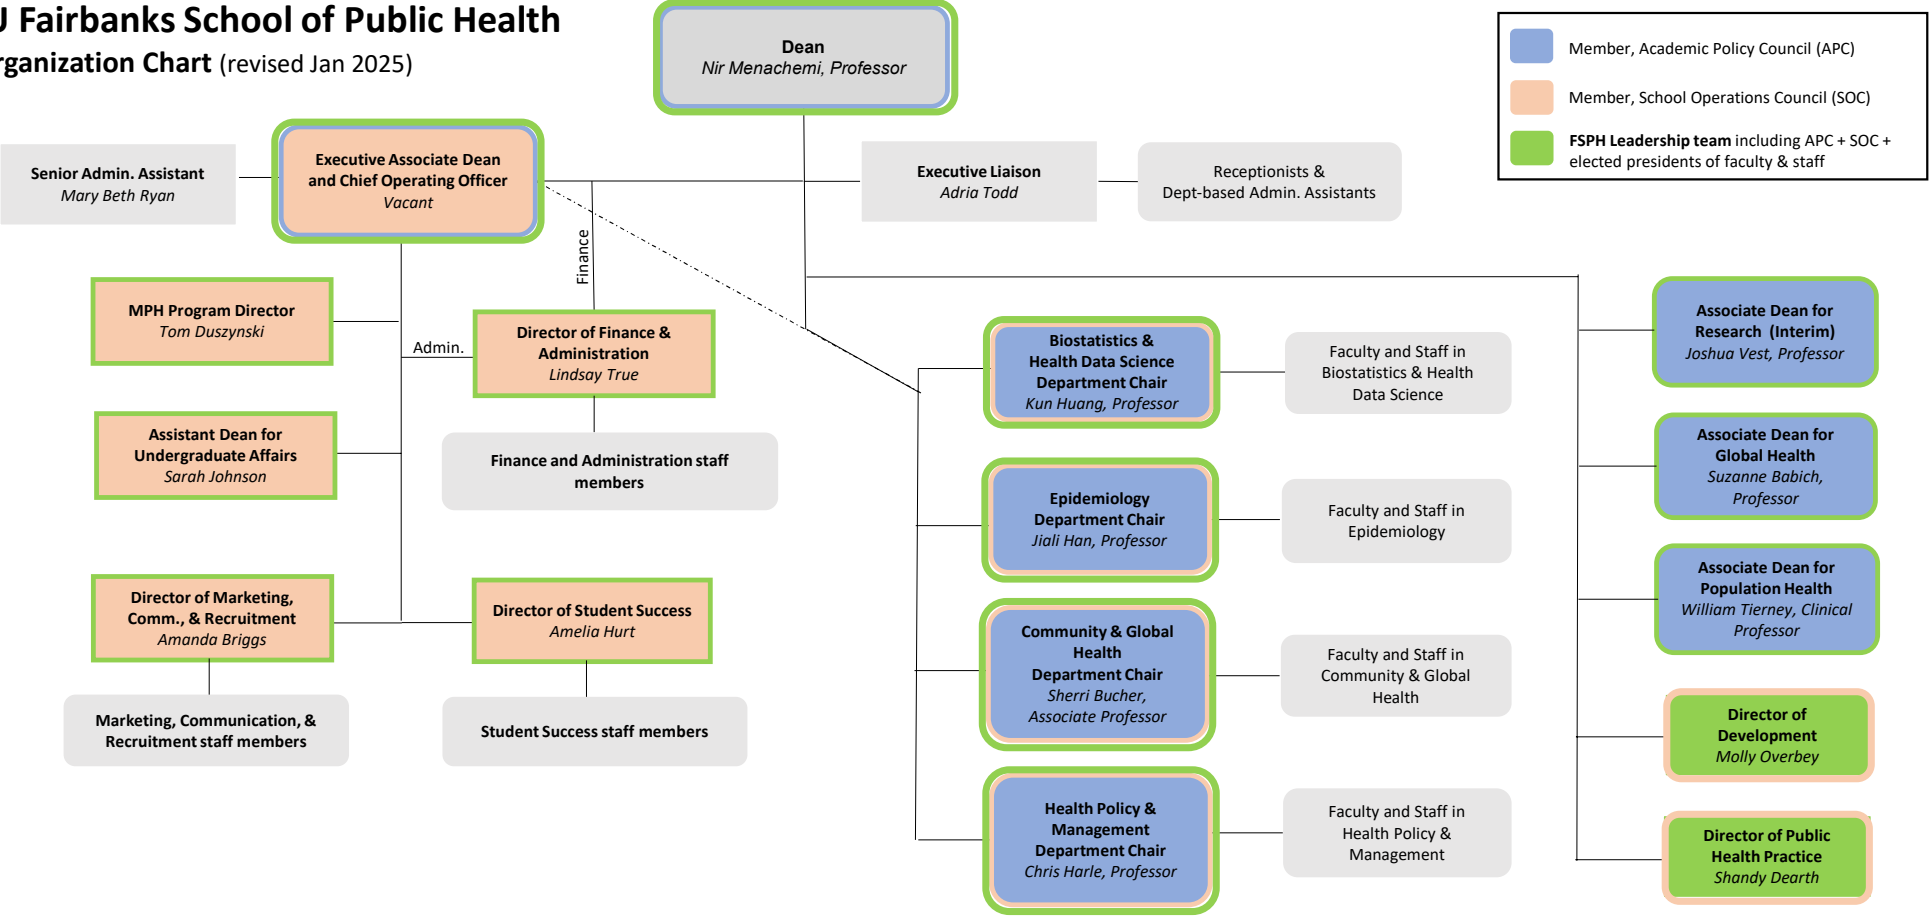 J Fairbanks School of Public Health
rganization Chart (revised Jan 2025)
Dean
Nir Menachemi, Professor
Member, Academic Policy Council (APC)
Member, School Operations Council (SOC)
FSPH Leadership team including APC + SOC +
elected presidents of faculty & staff
Senior Admin. Assistant
Mary Beth Ryan
Executive Associate Dean
and Chief Operating Officer
Vacant
Executive Liaison
Adria Todd
Receptionists &
Dept-based Admin. Assistants
Finance
Admin.
MPH Program Director
Tom Duszynski
Director of Finance &
Administration
Lindsay True
Assistant Dean for
Undergraduate Affairs
Sarah Johnson
Finance and Administration staff
members
Director of Marketing,
Comm., & Recruitment
Amanda Briggs
Director of Student Success
Amelia Hurt
Marketing, Communication, &
Recruitment staff members
Student Success staff members
Biostatistics &
Health Data Science
Department Chair
Kun Huang, Professor
Faculty and Staff in
Biostatistics & Health
Data Science
Epidemiology
Department Chair
Jiali Han, Professor
Faculty and Staff in
Epidemiology
Community & Global
Health
Department Chair
Sherri Bucher,
Associate Professor
Faculty and Staff in
Community & Global
Health
Health Policy &
Management
Department Chair
Chris Harle, Professor
Faculty and Staff in
Health Policy &
Management
Associate Dean for
Research (Interim)
Joshua Vest, Professor
Associate Dean for
Global Health
Suzanne Babich,
Professor
Associate Dean for
Population Health
William Tierney, Clinical
Professor
Director of
Development
Molly Overbey
Director of Public
Health Practice
Shandy Dearth